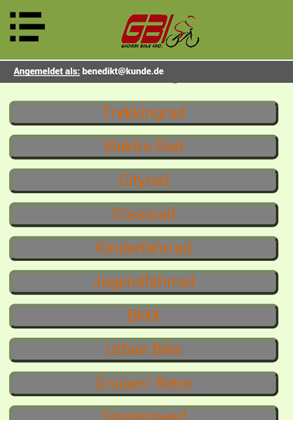 GBI
GIORRI BIKE INC.
Angemeldet als: benedikt@kunde.de
Trekkingrad
Elektro Rad
Cityrad
Crossrad
Kinderfahrrad
Jugendfahrrad
BMX
Urban Bike
Cruiser/ Retro
Singlespeed